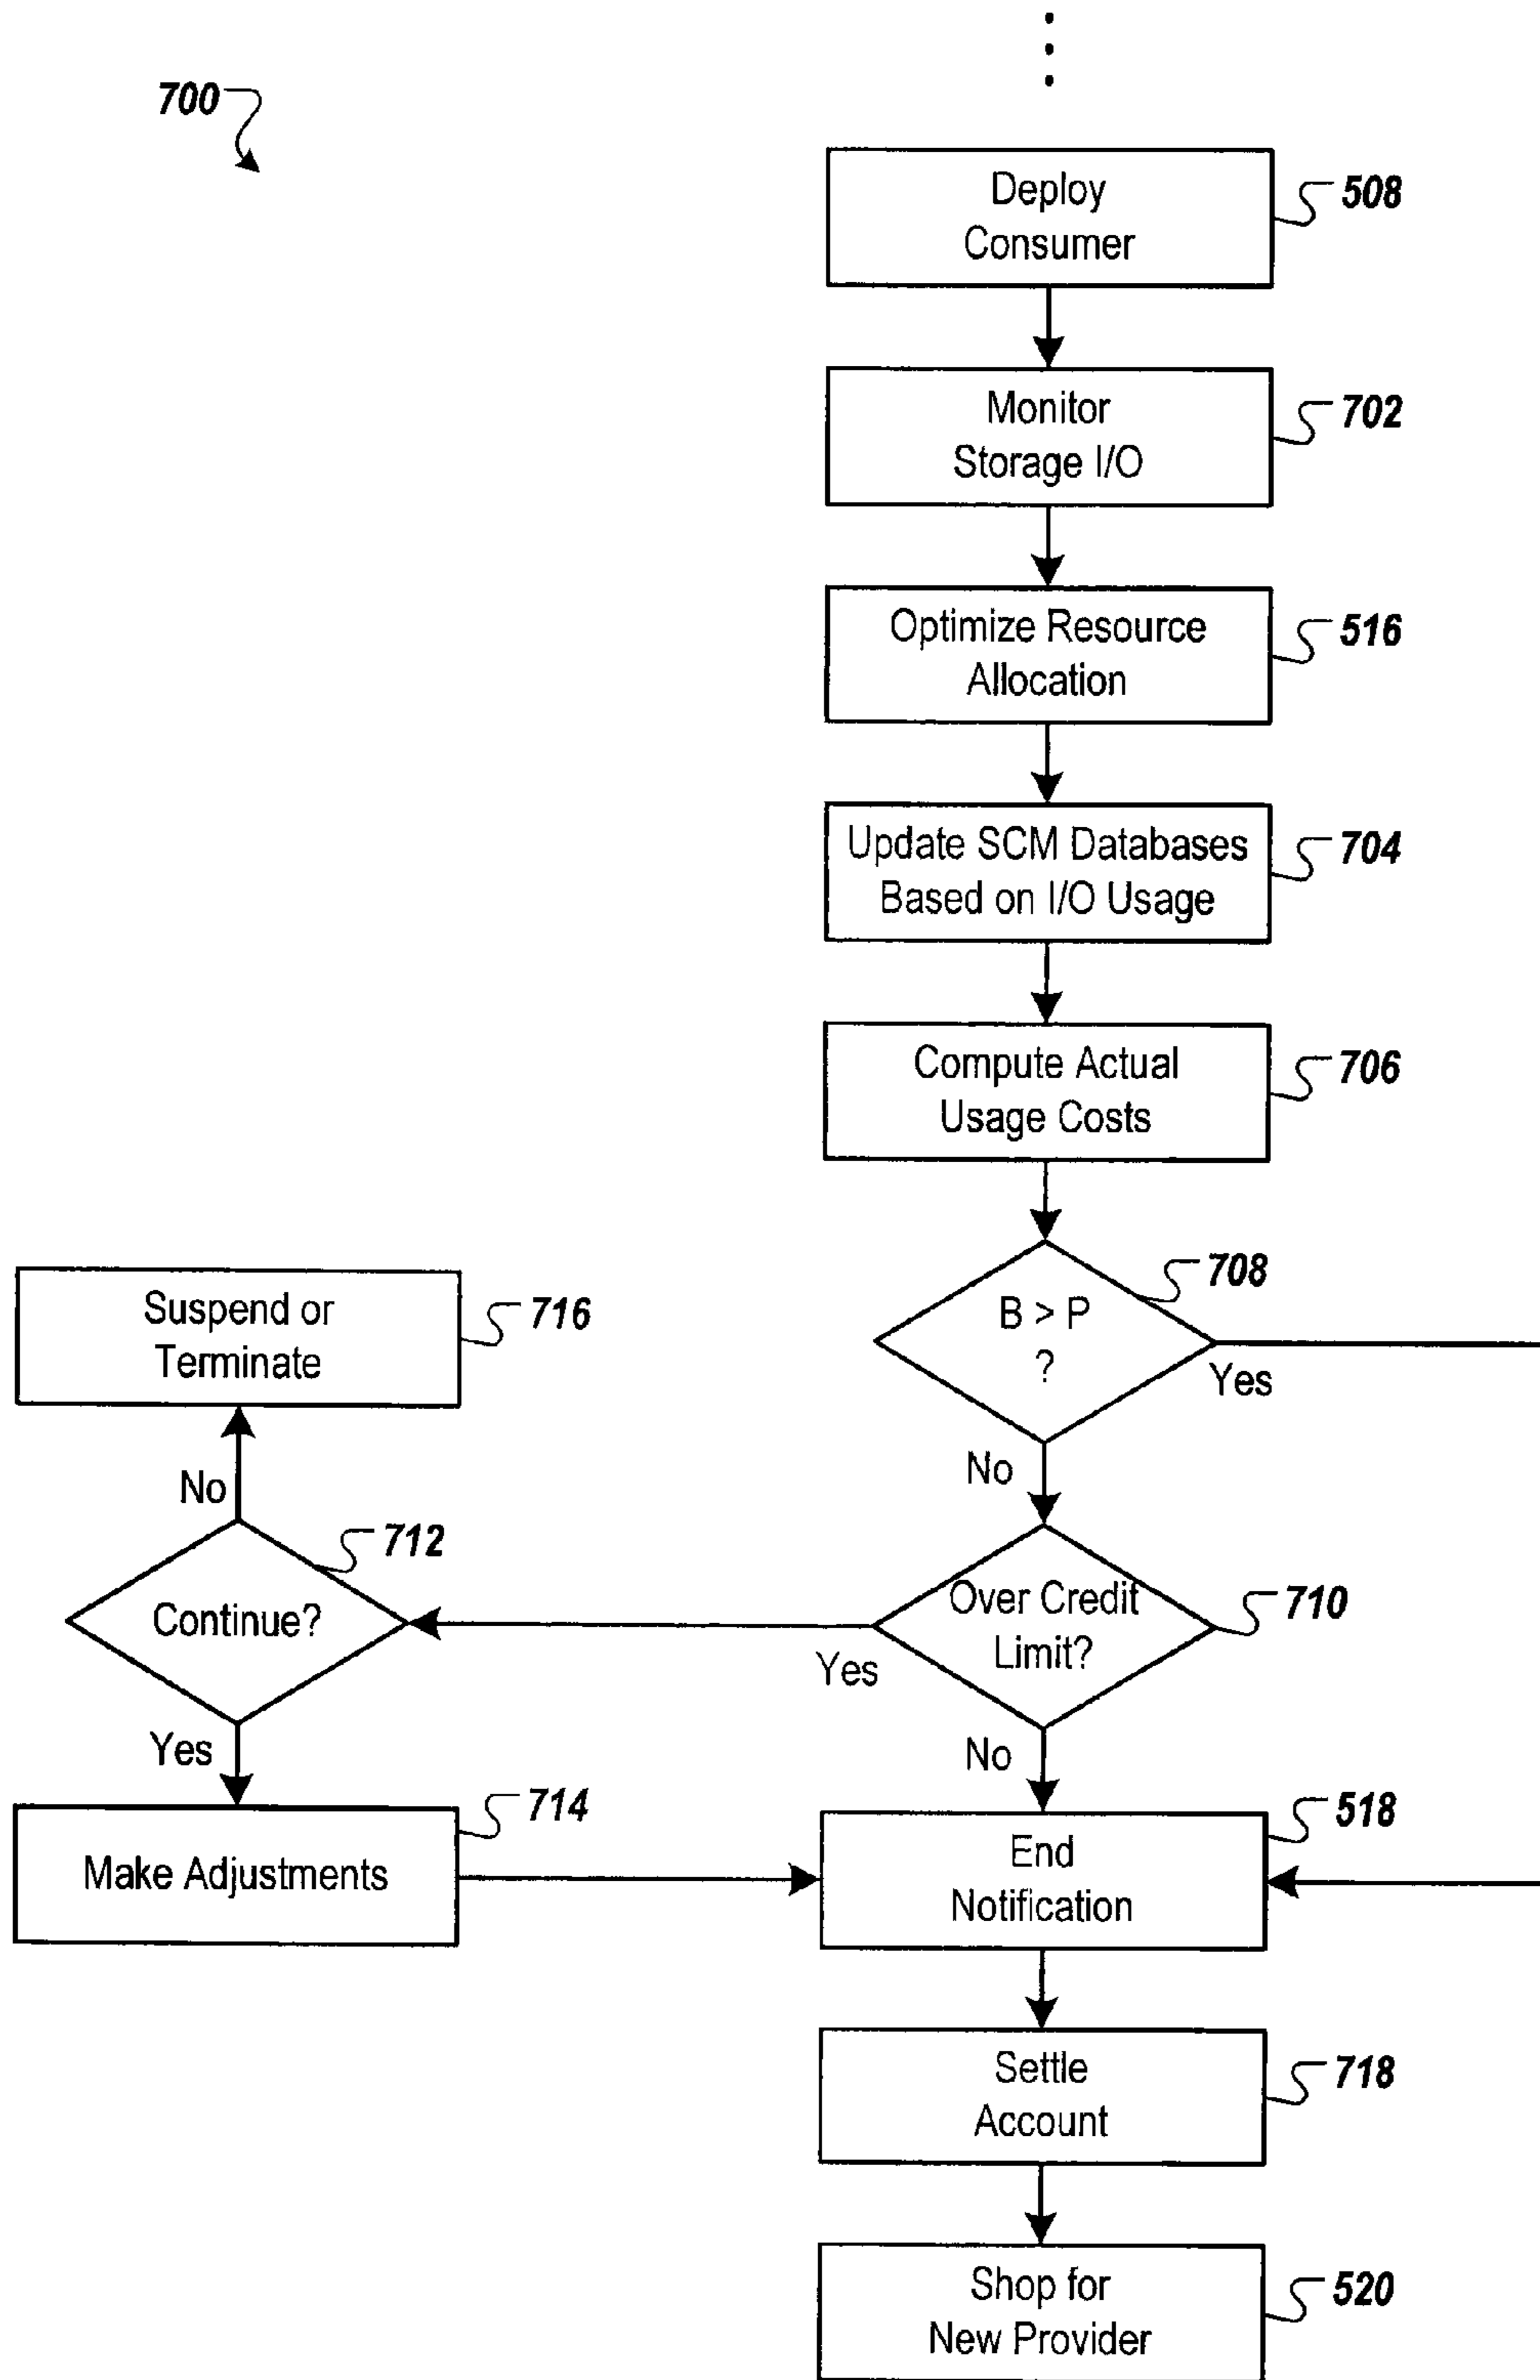 700
Deploy
Consumer
508
Monitor
Storage I/O
702
Optimize Resource
Allocation
516
Update SCM Databases
Based on I/O Usage
704
Compute Actual
Usage Costs
706
B > P
?
708
Yes
No
Suspend or
Terminate
716
No
Continue?
712
Over Credit
Limit?
710
Yes
Yes
No
Make Adjustments
714
End
Notification
518
Settle
Account
718
Shop for
New Provider
520